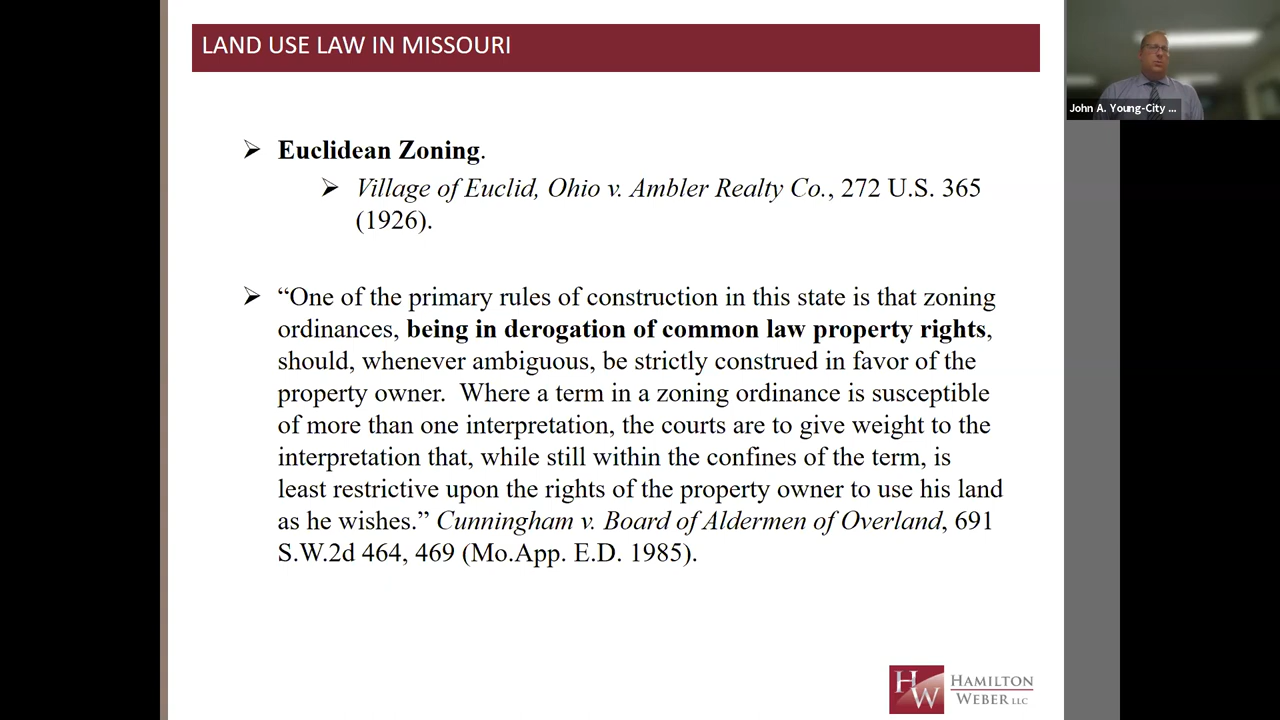 LAND USE LAW IN MISSOURI
John A. Young-City ...
➢ Euclidean Zoning.
➢ Village of Euclid, Ohio v. Ambler Realty Co., 272 U.S. 365
(1926).
➢ “One of the primary rules of construction in this state is that zoning
ordinances, being in derogation of common law property rights,
should, whenever ambiguous, be strictly construed in favor of the
property owner.  Where a term in a zoning ordinance is susceptible
of more than one interpretation, the courts are to give weight to the
interpretation that, while still within the confines of the term, is
least restrictive upon the rights of the property owner to use his land
as he wishes.” Cunningham v. Board of Aldermen of Overland, 691
S.W.2d 464, 469 (Mo.App. E.D. 1985).
HW
HAMILTON
WEBER LLC